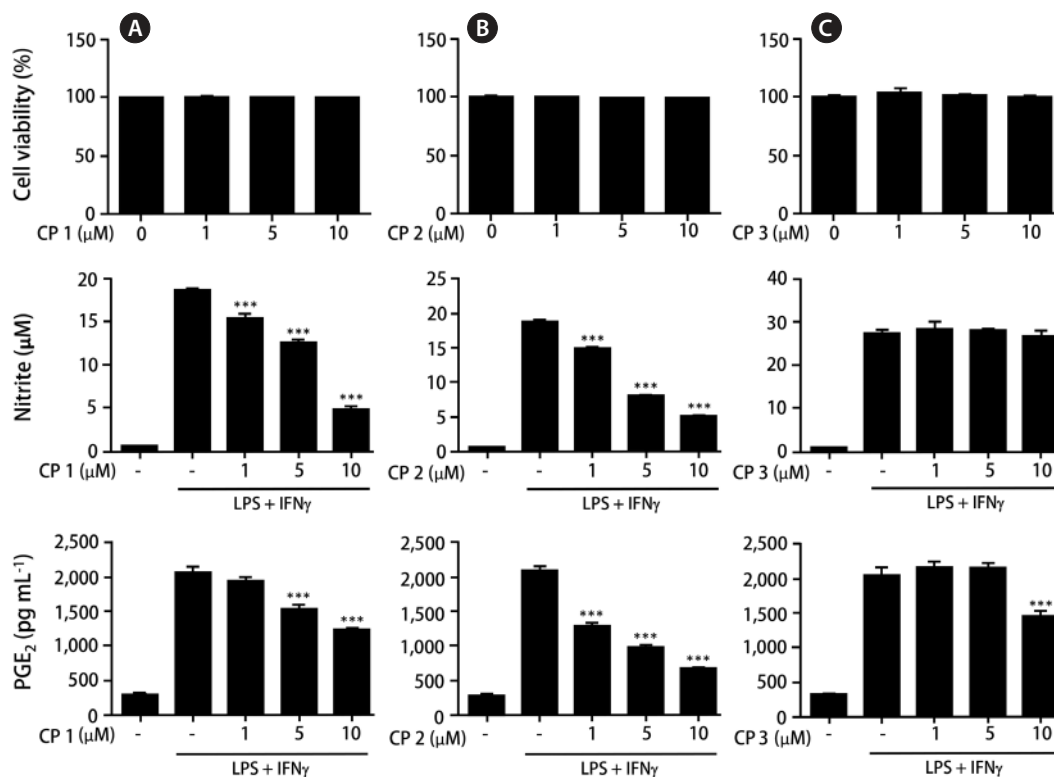 A
B
C
Cell viability (%)
150
100
50
0
CP 1 (μM)
0 1 5 10
150
100
50
0
CP 2 (μM)
0 1 5 10
150
100
50
0
CP 3 (μM)
0 1 5 10
Nitrite (μM)
20
15
10
5
0
*** *** ***
CP 1 (μM)
- - 1 5 10
LPS + IFNγ
25
20
15
10
5
0
*** *** ***
CP 2 (μM)
- - 1 5 10
LPS + IFNγ
40
30
20
10
0
CP 3 (μM)
- - 1 5 10
LPS + IFNγ
PGE₂ (pg mL⁻¹)
2,500
2,000
1,500
1,000
500
0
*** ***
CP 1 (μM)
- - 1 5 10
LPS + IFNγ
2,500
2,000
1,500
1,000
500
0
*** *** ***
CP 2 (μM)
- - 1 5 10
LPS + IFNγ
2,500
2,000
1,500
1,000
500
0
***
CP 3 (μM)
- - 1 5 10
LPS + IFNγ